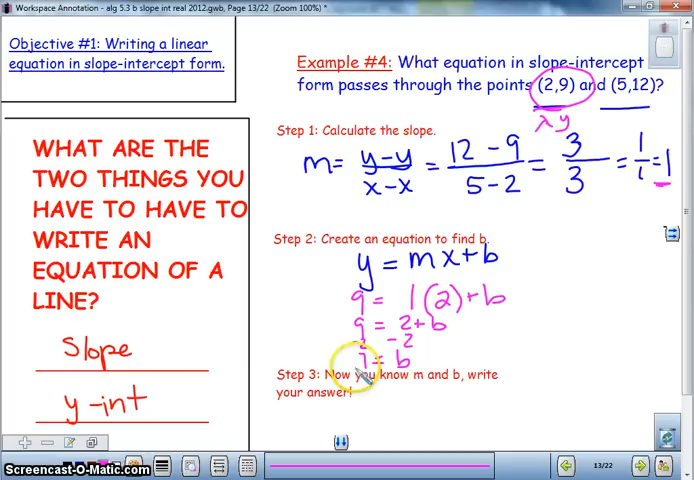 Workspace Annotation - alg 5.3 b slope int real 2012.gwb, Page 13/22 (Zoom 100%) *
Objective #1: Writing a linear
equation in slope-intercept form.
WHAT ARE THE
TWO THINGS YOU
HAVE TO HAVE TO
WRITE AN
EQUATION OF A
LINE?
Slope
y-int
Example #4: What equation in slope-intercept
form passes through the points (2,9) and (5,12)?
x y
Step 1: Calculate the slope.
m = y-y / x-x = 12-9 / 5-2 = 3/3 = 1/1 = 1
Step 2: Create an equation to find b.
y = mx+b
9 = 1(2)+b
9 = 2+b
-2 -2
7 = b
Step 3: Now you know m and b, write
your answer!
13/22
Screencast-O-Matic.com